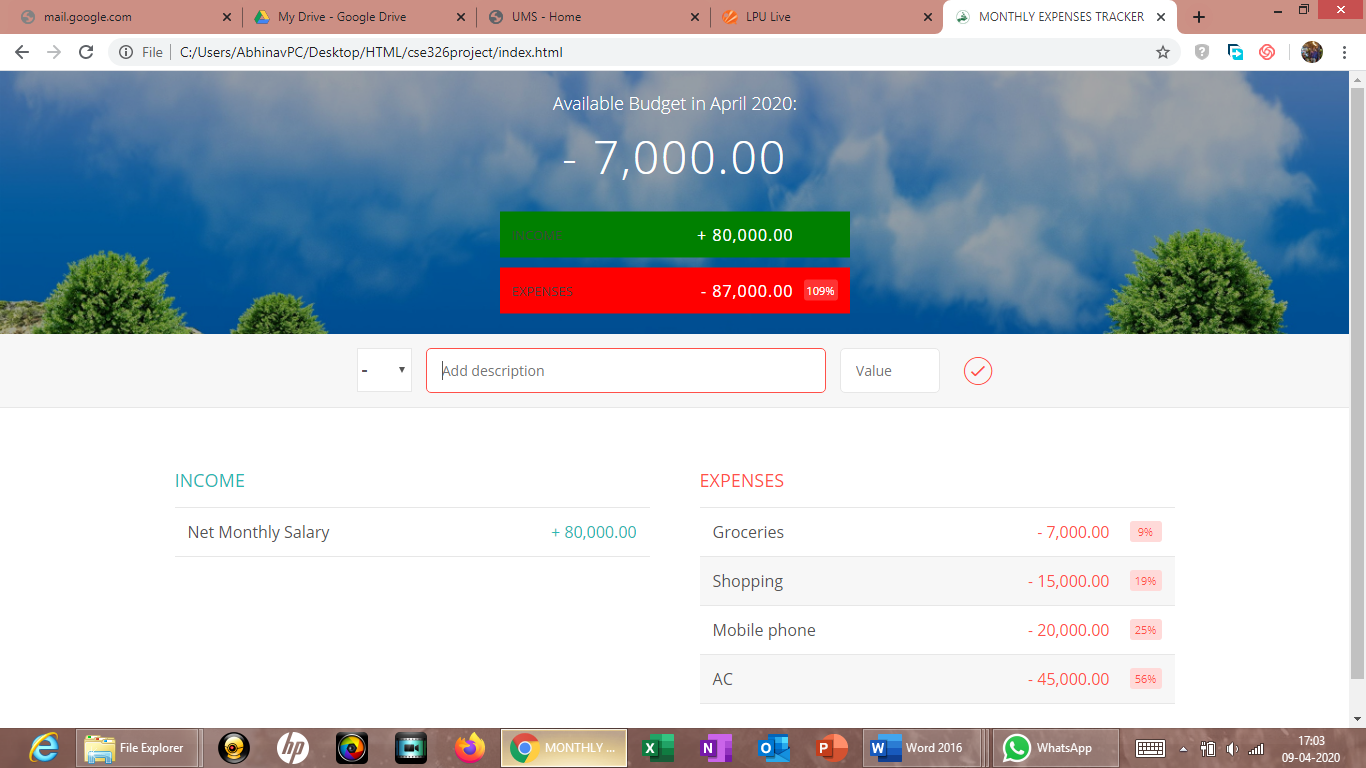 mail.google.com
My Drive - Google Drive
UMS - Home
LPU Live
MONTHLY EXPENSES TRACKER
File
C:/Users/AbhinavPC/Desktop/HTML/cse326project/index.html
Available Budget in April 2020:
- 7,000.00
INCOME + 80,000.00
EXPENSES - 87,000.00 109%
- Add description Value
INCOME
Net Monthly Salary + 80,000.00
EXPENSES
Groceries - 7,000.00 9%
Shopping - 15,000.00 19%
Mobile phone - 20,000.00 25%
AC - 45,000.00 56%
File Explorer
hp
MONTHLY ...
Word 2016
WhatsApp
17:03
09-04-2020